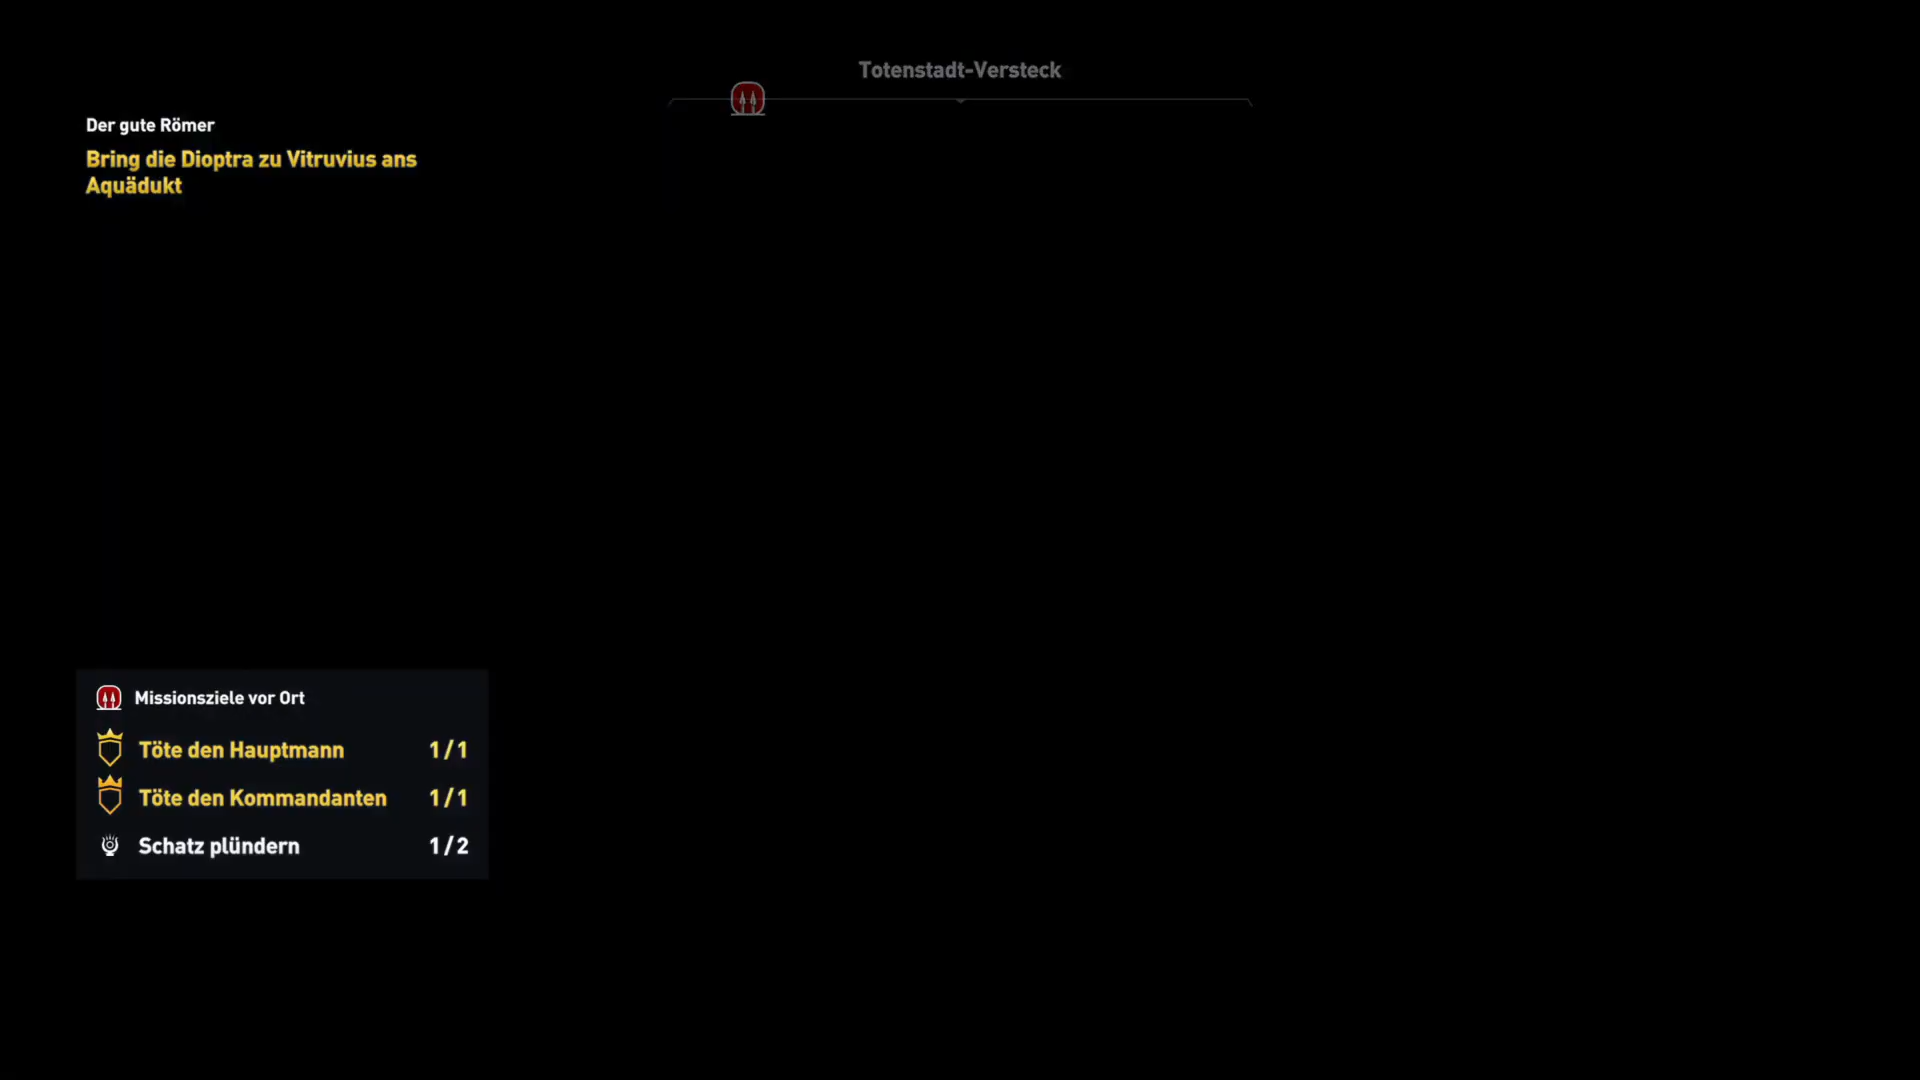 Totenstadt-Versteck
Der gute Römer
Bring die Dioptra zu Vitruvius ans
Aquädukt
Missionsziele vor Ort
Töte den Hauptmann 1/1
Töte den Kommandanten 1/1
Schatz plündern 1/2